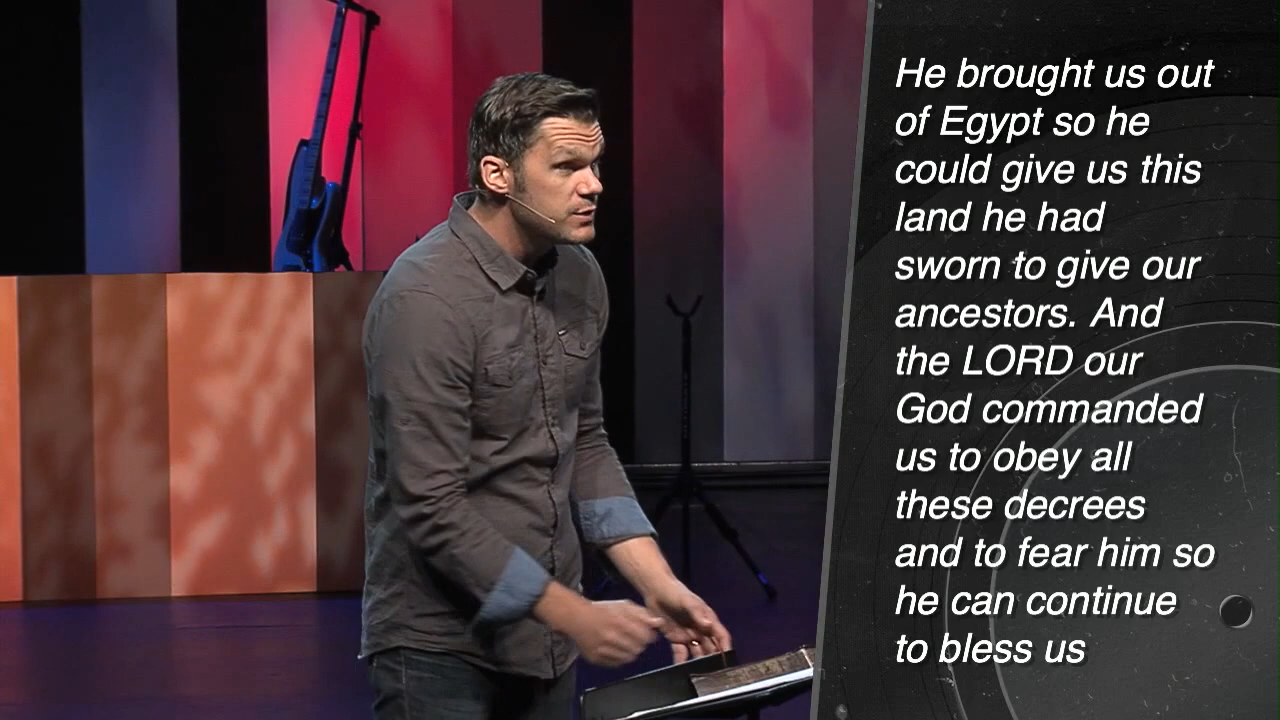 He brought us out
of Egypt so he
could give us this
land he had
sworn to give our
ancestors. And
the LORD our
God commanded
us to obey all
these decrees
and to fear him so
he can continue
to bless us